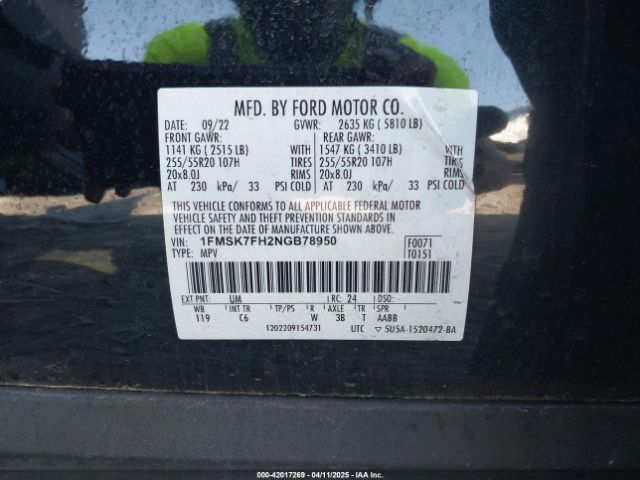 MFD. BY FORD MOTOR CO.
DATE: 09/22 GVWR: 2635 KG ( 5810 LB)
FRONT GAWR: REAR GAWR:
1141 KG ( 2515 LB) WITH 1547 KG ( 3410 LB) WITH
255/55R20 107H TIRES 255/55R20 107H TIRES
20x8.0J RIMS 20x8.0J RIMS
AT 230 kPa/ 33 PSI COLD AT 230 kPa/ 33 PSI COLD
THIS VEHICLE CONFORMS TO ALL APPLICABLE FEDERAL MOTOR
VEHICLE SAFETY AND THEFT PREVENTION STANDARDS IN
EFFECT ON THE DATE OF MANUFACTURE SHOWN ABOVE.
VIN: 1FMSK7FH2NGB78950 F0071
TYPE: MPV T0151
EXT PNT: UM RC: 24 DSO:
WB INT TR TP/PS R AXLE TR SPR
119 C6 W 3B T AABB
1202209154731 UTC ▽ 5U5A-1520472-BA
000-42017269 - 04/11/2025 - IAAI.com